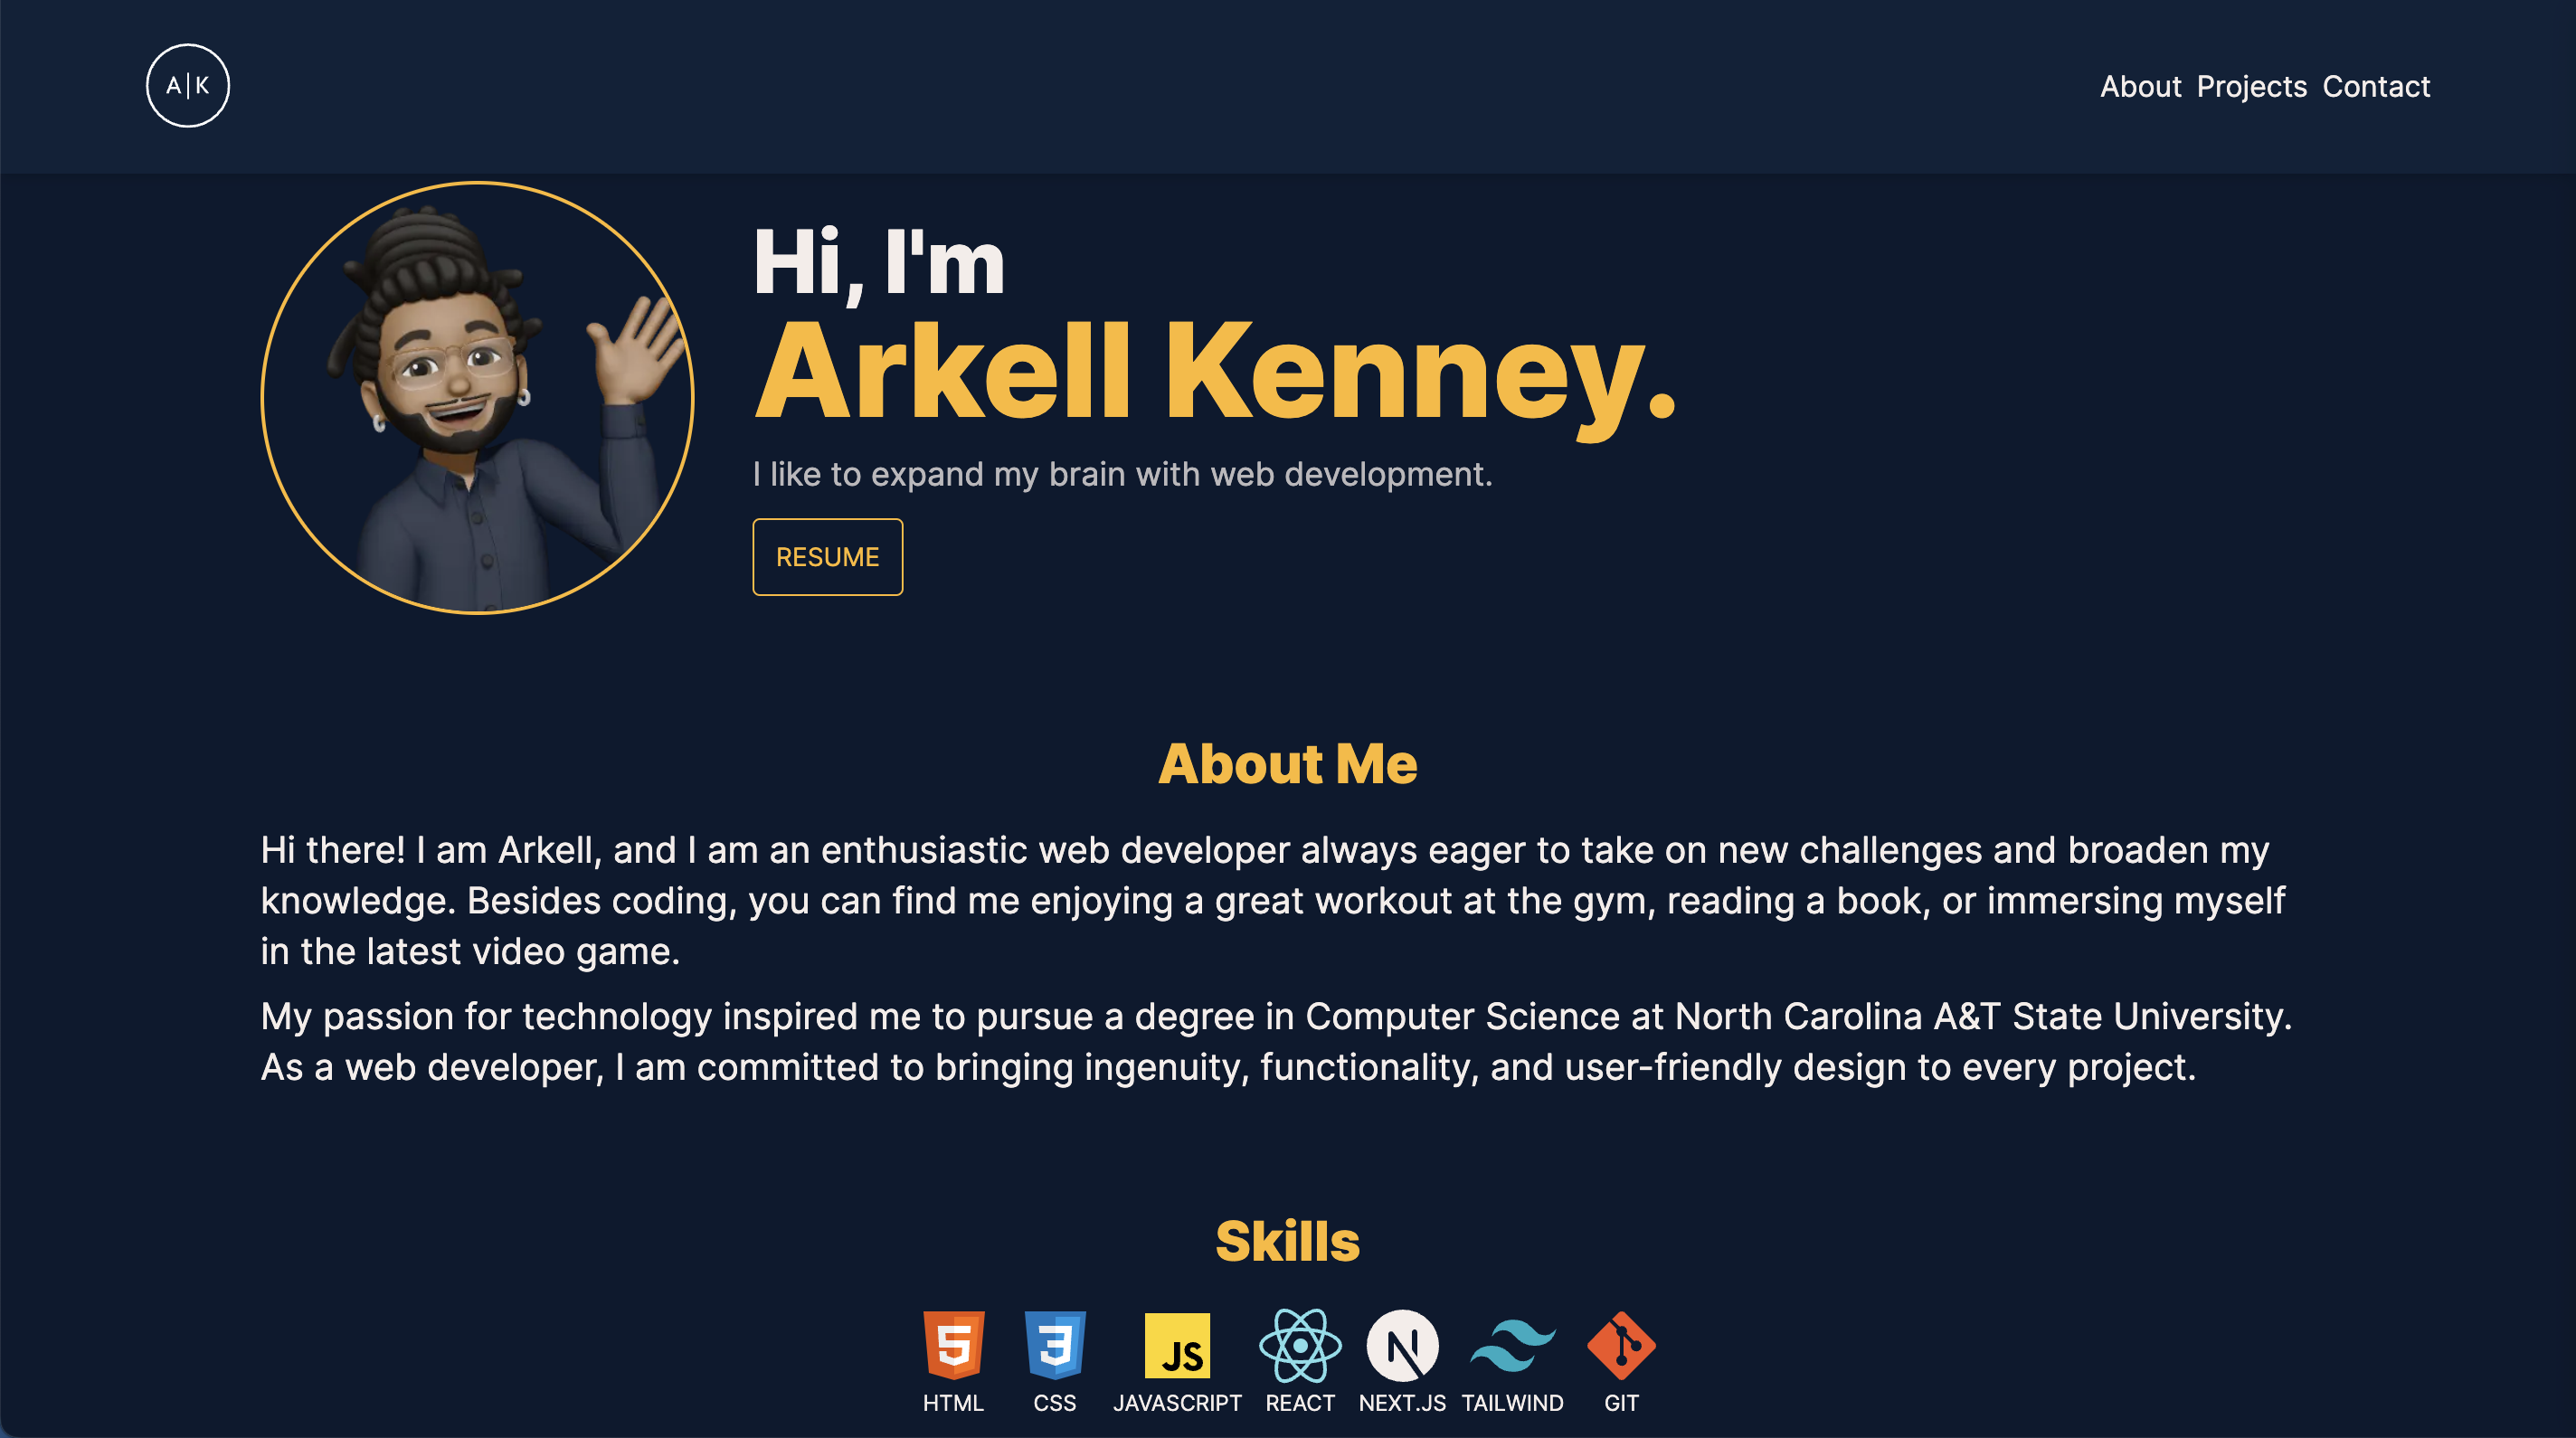 A|K
About Projects Contact
Hi, I'm
Arkell Kenney.
I like to expand my brain with web development.
RESUME
About Me
Hi there! I am Arkell, and I am an enthusiastic web developer always eager to take on new challenges and broaden my
knowledge. Besides coding, you can find me enjoying a great workout at the gym, reading a book, or immersing myself
in the latest video game.
My passion for technology inspired me to pursue a degree in Computer Science at North Carolina A&T State University.
As a web developer, I am committed to bringing ingenuity, functionality, and user-friendly design to every project.
Skills
5 3 JS N
HTML CSS JAVASCRIPT REACT NEXT.JS TAILWIND GIT